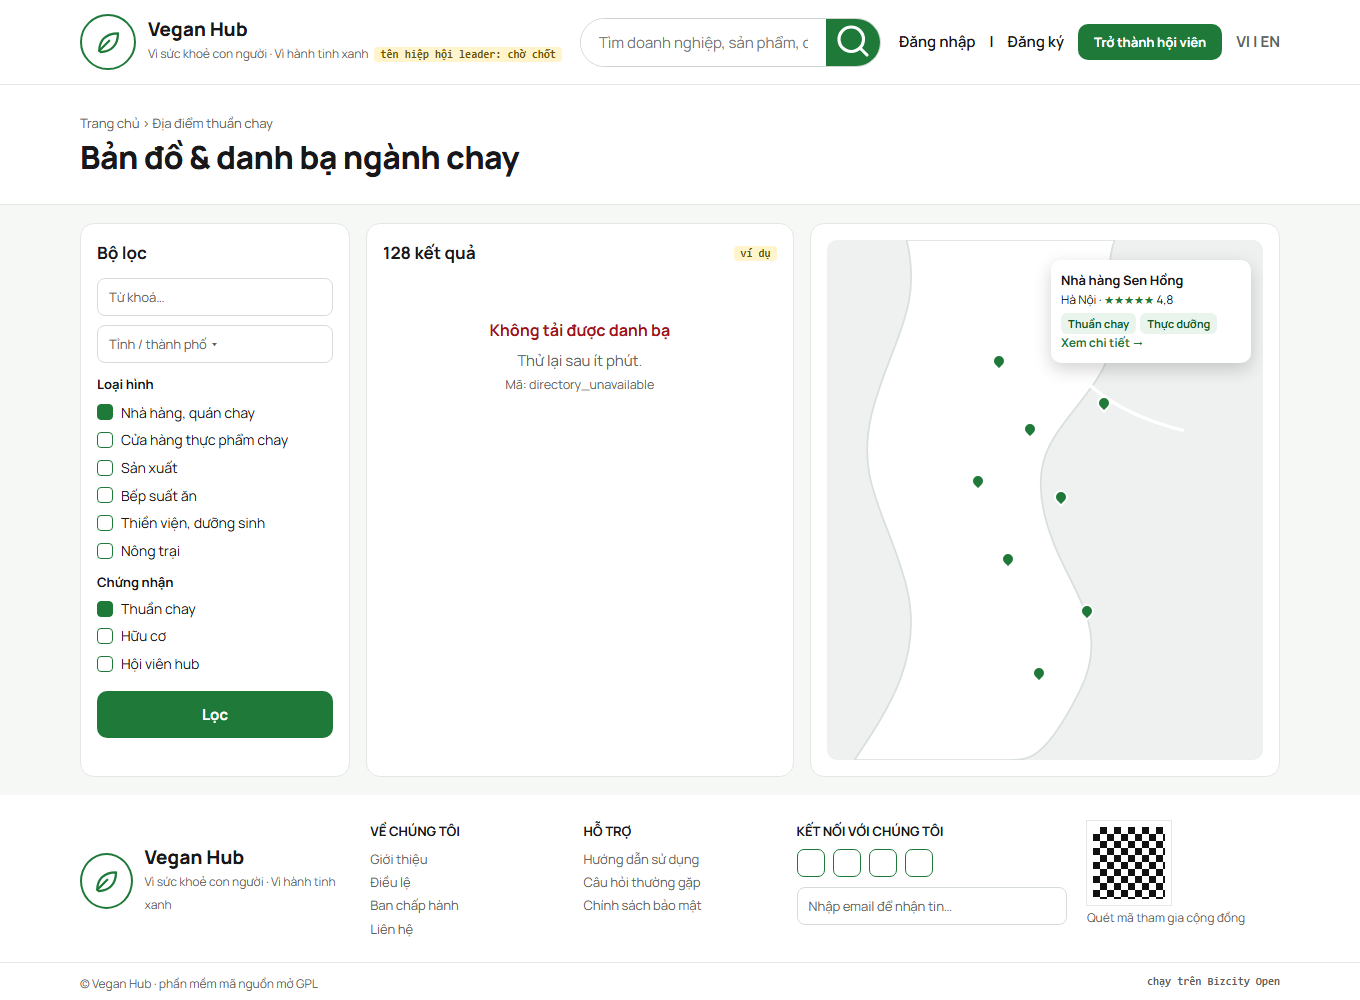 Vegan Hub
Vì sức khoẻ con người · Vì hành tinh xanh tên hiệp hội leader: chờ chốt
Tìm doanh nghiệp, sản phẩm, c
Đăng nhập | Đăng ký
Trở thành hội viên
VI | EN
Trang chủ › Địa điểm thuần chay
Bản đồ & danh bạ ngành chay
Bộ lọc
Từ khoá...
Tỉnh / thành phố
Loại hình
Nhà hàng, quán chay
Cửa hàng thực phẩm chay
Sản xuất
Bếp suất ăn
Thiền viện, dưỡng sinh
Nông trại
Chứng nhận
Thuần chay
Hữu cơ
Hội viên hub
Lọc
128 kết quả
ví dụ
Không tải được danh bạ
Thử lại sau ít phút.
Mã: directory_unavailable
Nhà hàng Sen Hồng
Hà Nội · ★★★★★ 4,8
Thuần chay Thực dưỡng
Xem chi tiết →
Vegan Hub
Vì sức khoẻ con người · Vì hành tinh
xanh
VỀ CHÚNG TÔI
Giới thiệu
Điều lệ
Ban chấp hành
Liên hệ
HỖ TRỢ
Hướng dẫn sử dụng
Câu hỏi thường gặp
Chính sách bảo mật
KẾT NỐI VỚI CHÚNG TÔI
Nhập email để nhận tin...
Quét mã tham gia cộng đồng
© Vegan Hub · phần mềm mã nguồn mở GPL
chạy trên Bizcity Open